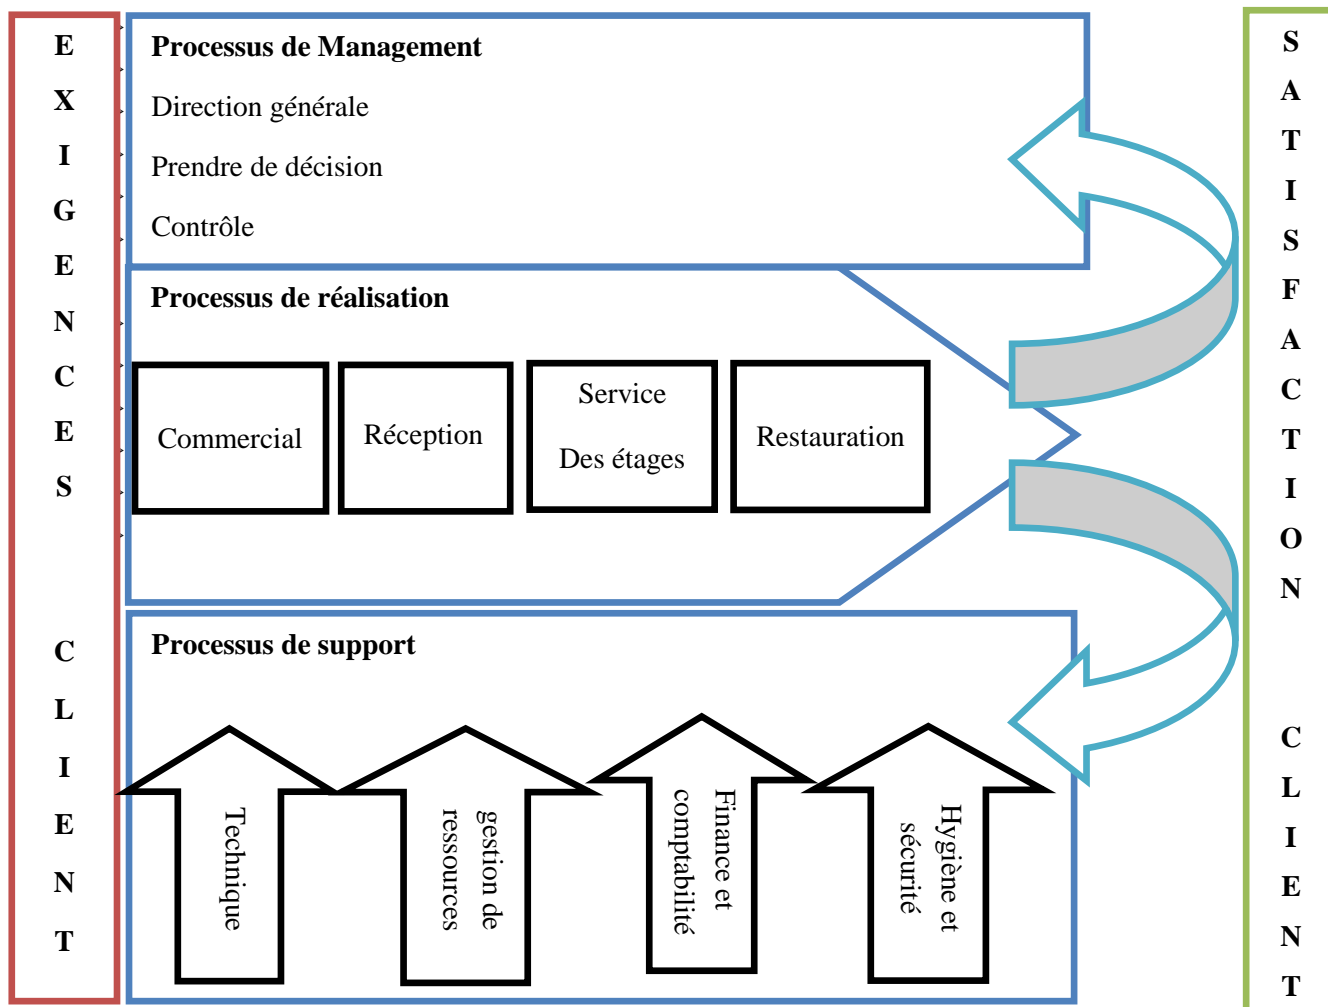 EXIGENCES CLIENT
Processus de Management
Direction générale
Prendre de décision
Contrôle
Processus de réalisation
Commercial
Réception
Service
Des étages
Restauration
Processus de support
Technique
gestion de
ressources
Finance et
comptabilité
Hygiène et
sécurité
SATISFACTION CLIENT